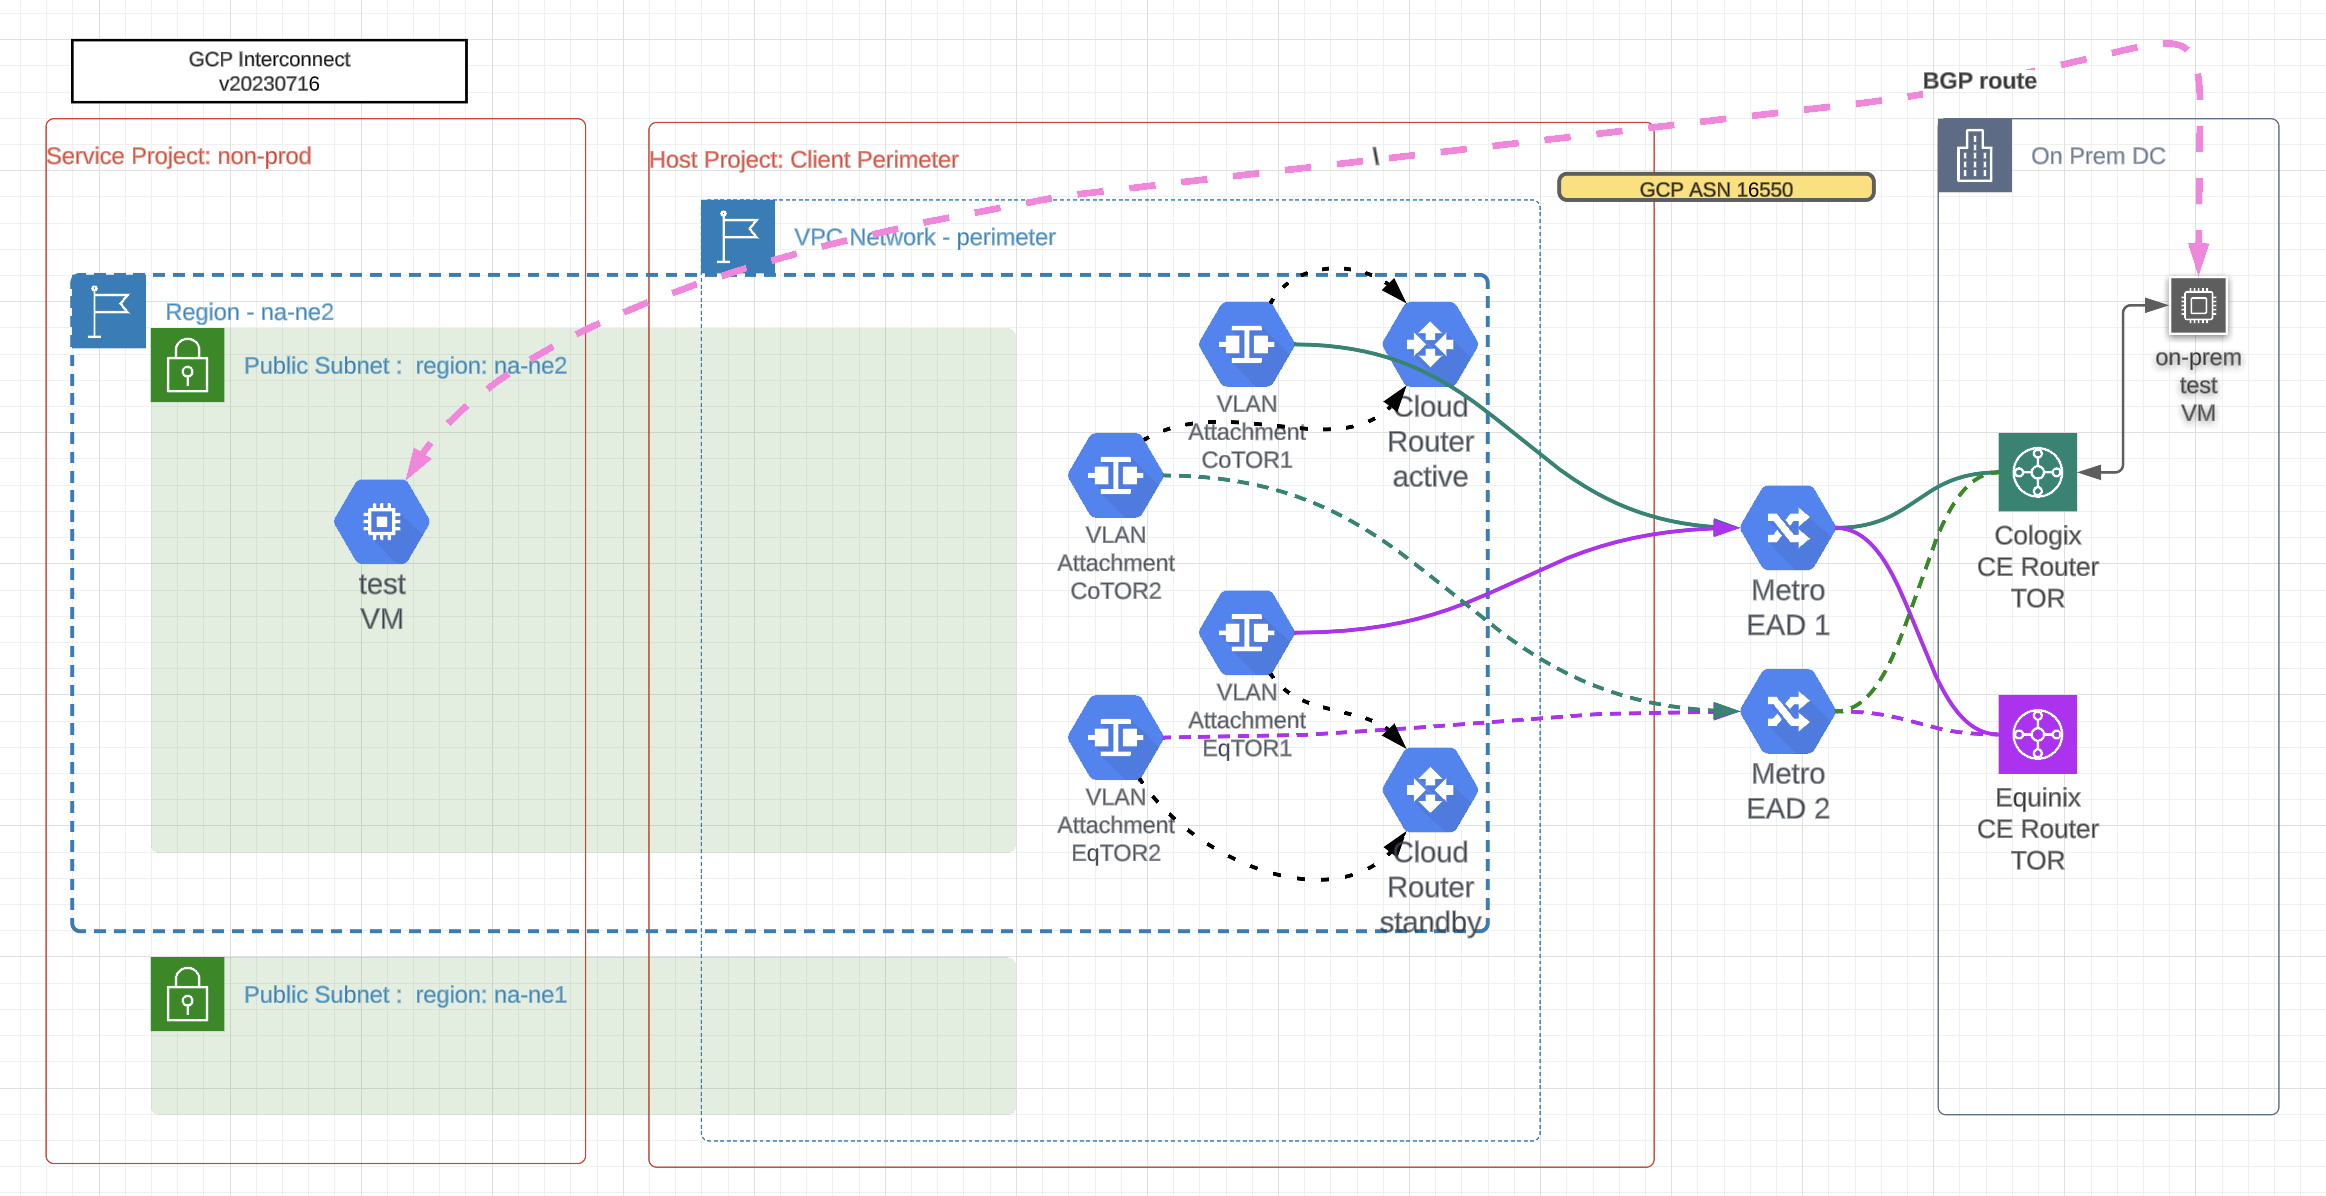 GCP Interconnect
v20230716
BGP route
Service Project: non-prod
Host Project: Client Perimeter
\
GCP ASN 16550
On Prem DC
VPC Network - perimeter
Region - na-ne2
Public Subnet :  region: na-ne2
test
VM
VLAN
Attachment
CoTOR1
Cloud
Router
active
VLAN
Attachment
CoTOR2
VLAN
Attachment
EqTOR1
VLAN
Attachment
EqTOR2
Cloud
Router
standby
Metro
EAD 1
Metro
EAD 2
on-prem
test
VM
Cologix
CE Router
TOR
Equinix
CE Router
TOR
Public Subnet :  region: na-ne1